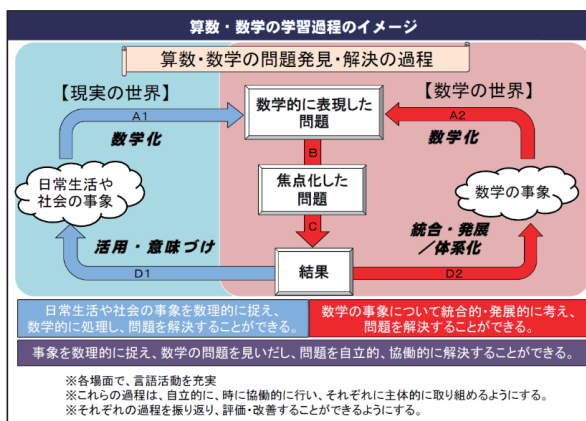 算数・数学の学習過程のイメージ
算数・数学の問題発見・解決の過程
【現実の世界】
【数学の世界】
A1
数学的に表現した
問題
A2
数学化
数学化
B
日常生活や
社会の事象
焦点化した
問題
数学の事象
C
活用・意味づけ
統合・発展
／体系化
D1
結果
D2
日常生活や社会の事象を数理的に捉え、
数学的に処理し、問題を解決することができる。
数学の事象について統合的・発展的に考え、
問題を解決することができる。
事象を数理的に捉え、数学の問題を見いだし、問題を自立的、協働的に解決することができる。
※各場面で、言語活動を充実
※これらの過程は、自立的に、時に協働的に行い、それぞれに主体的に取り組めるようにする。
※それぞれの過程を振り返り、評価・改善することができるようにする。